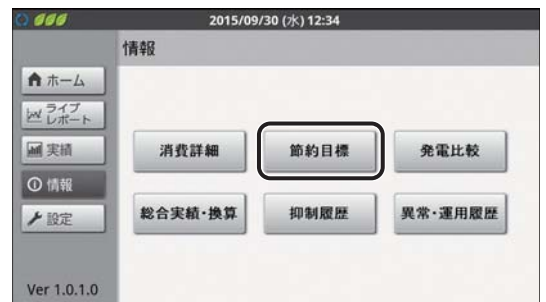 2015/09/30 (水) 12:34
情報
ホーム
ライブ
レポート
実績
情報
設定
消費詳細
節約目標
発電比較
総合実績・換算
抑制履歴
異常・運用履歴
Ver 1.0.1.0